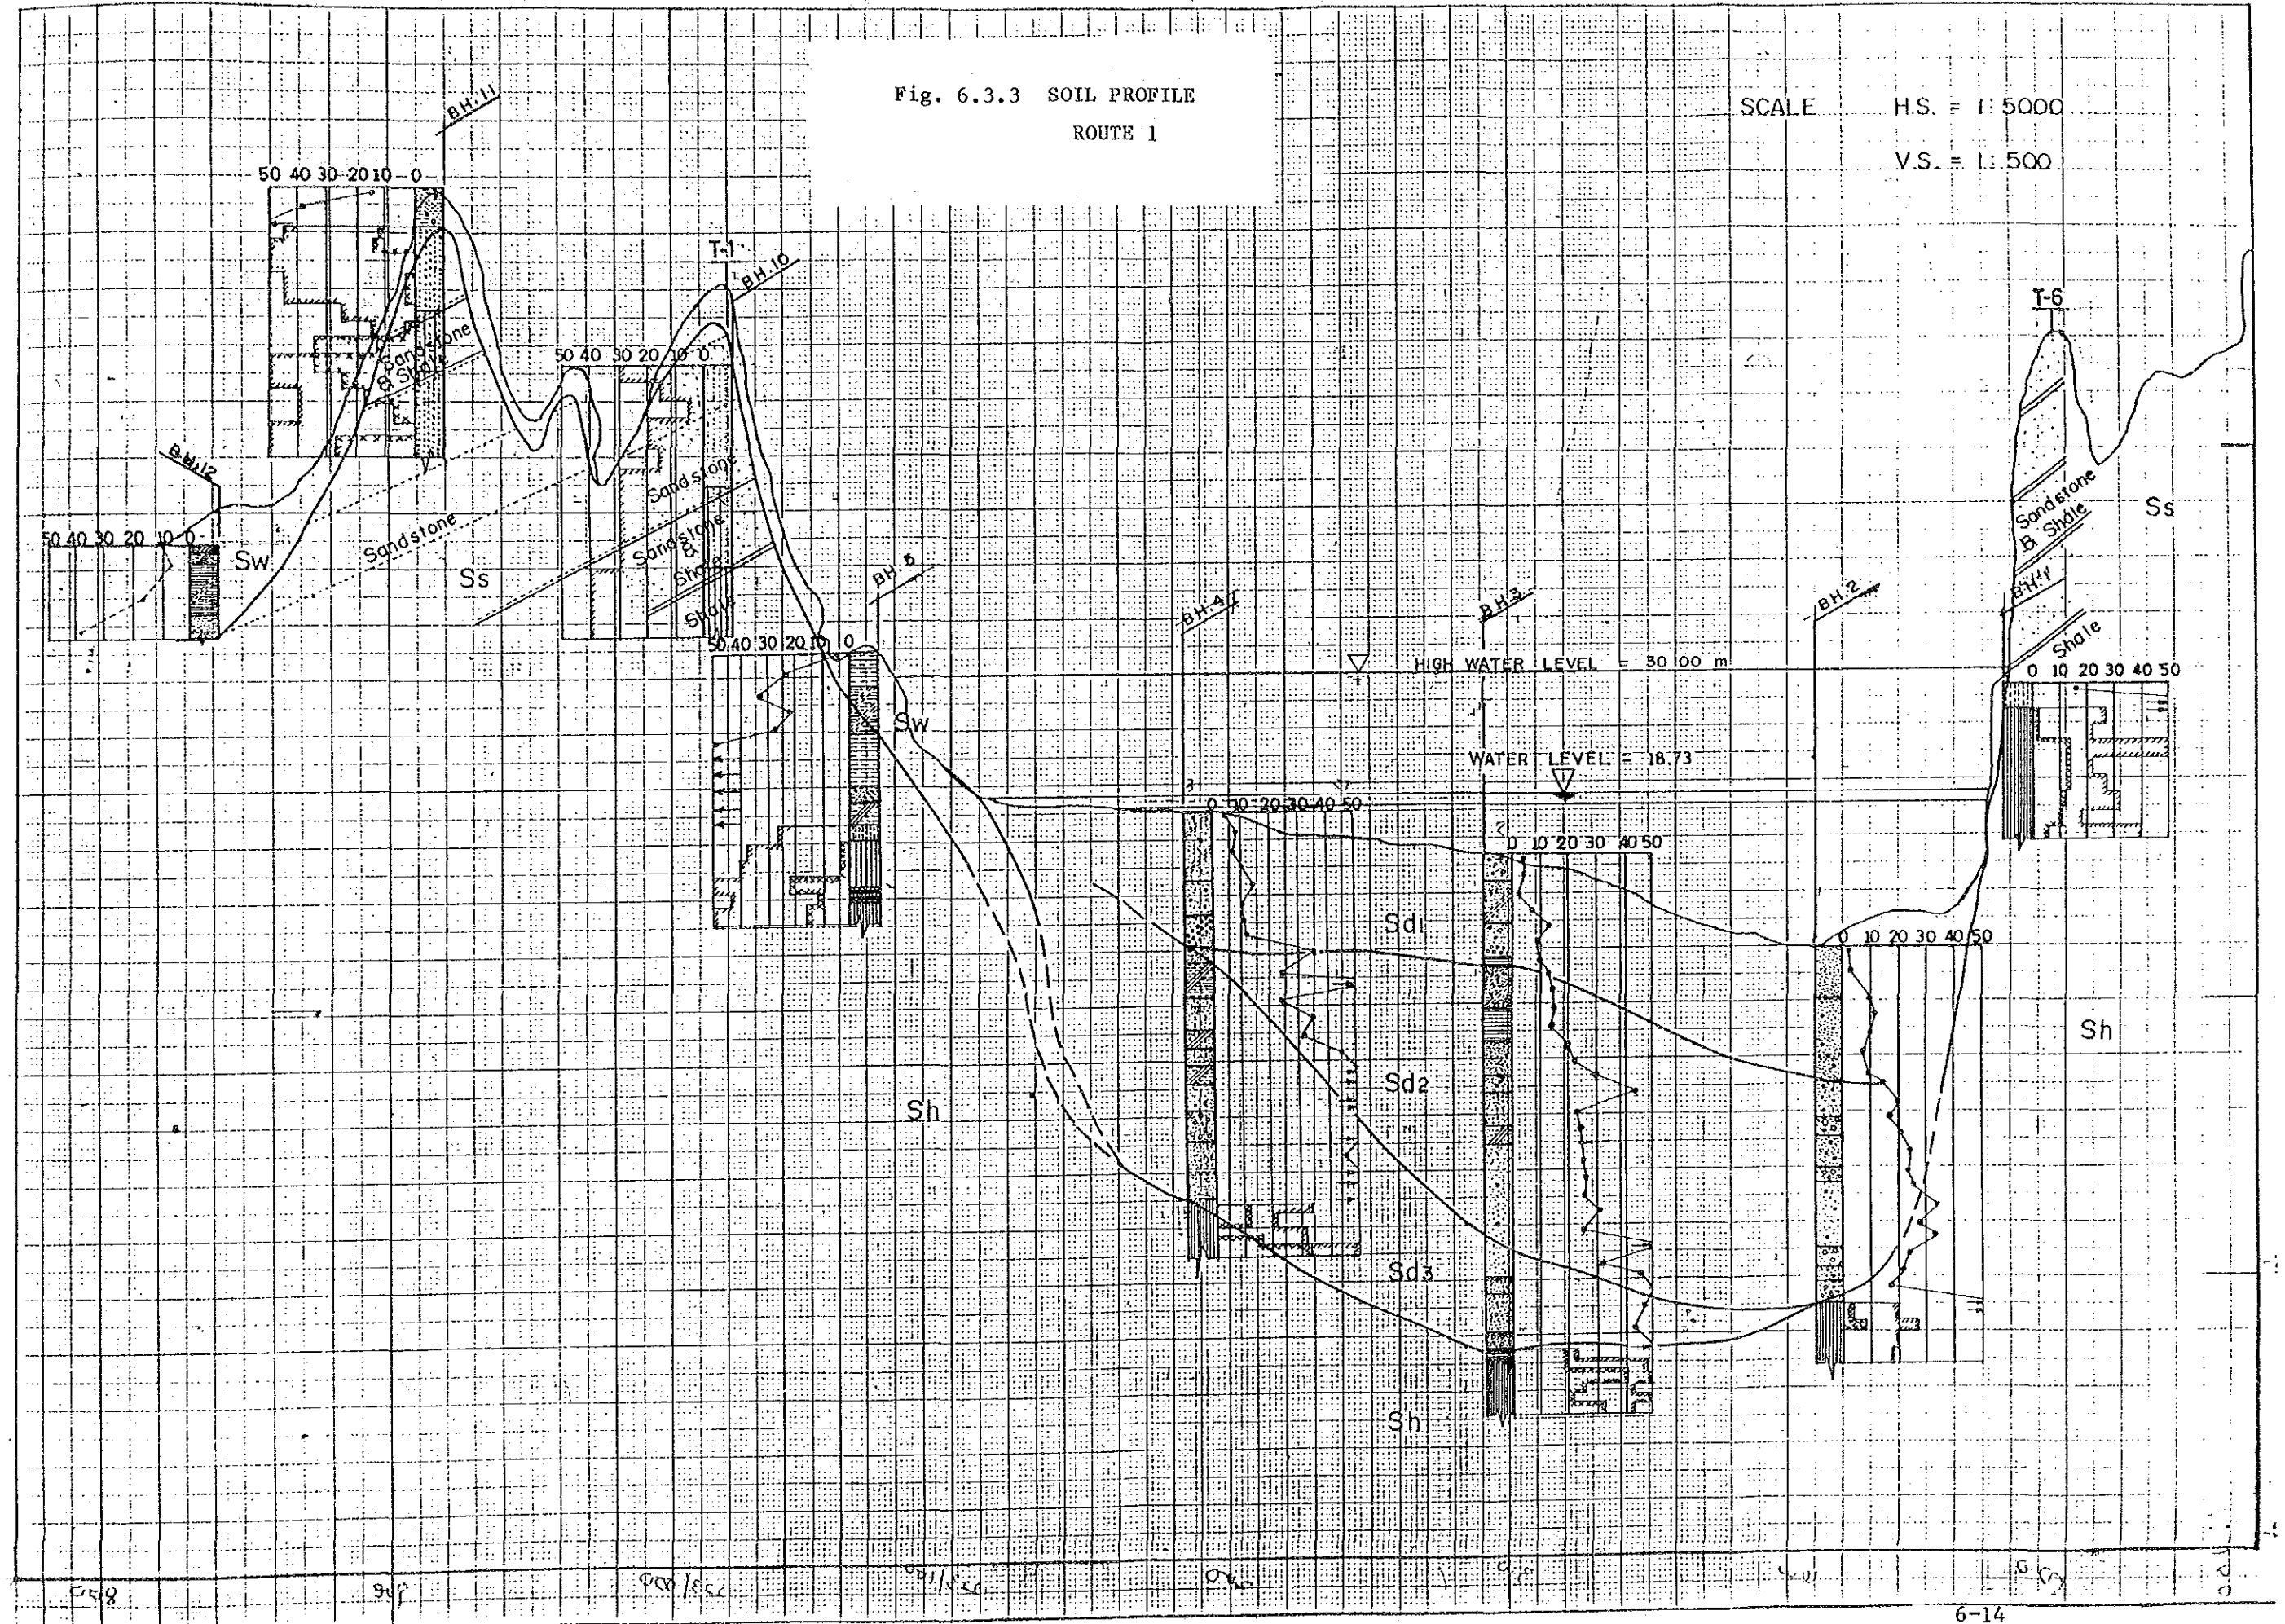 Fig. 6.3.3 SOIL PROFILE
ROUTE 1
SCALE H.S. = 1:5000
V.S. = 1:500
BH.11
50 40 30 20 10 0
T-1
BH.10
T-6
Sandstone
& Shale
50 40 30 20 10 0
BH.12
50 40 30 20 10 0
Sw
Sandstone
Ss
Sandstone
Sandstone
&
Shale
Shale
BH.5
50 40 30 20 10 0
Sw
BH.4
BH.3
BH.2
Sandstone
& Shale
Ss
BH.1
Shale
0 10 20 30 40 50
HIGH WATER LEVEL = 30.00 m
WATER LEVEL = 18.73
0 10 20 30 40 50
0 10 20 30 40 50
Sd1
0 10 20 30 40 50
Sh
Sd2
Sh
Sd3
Sh
850
6-14